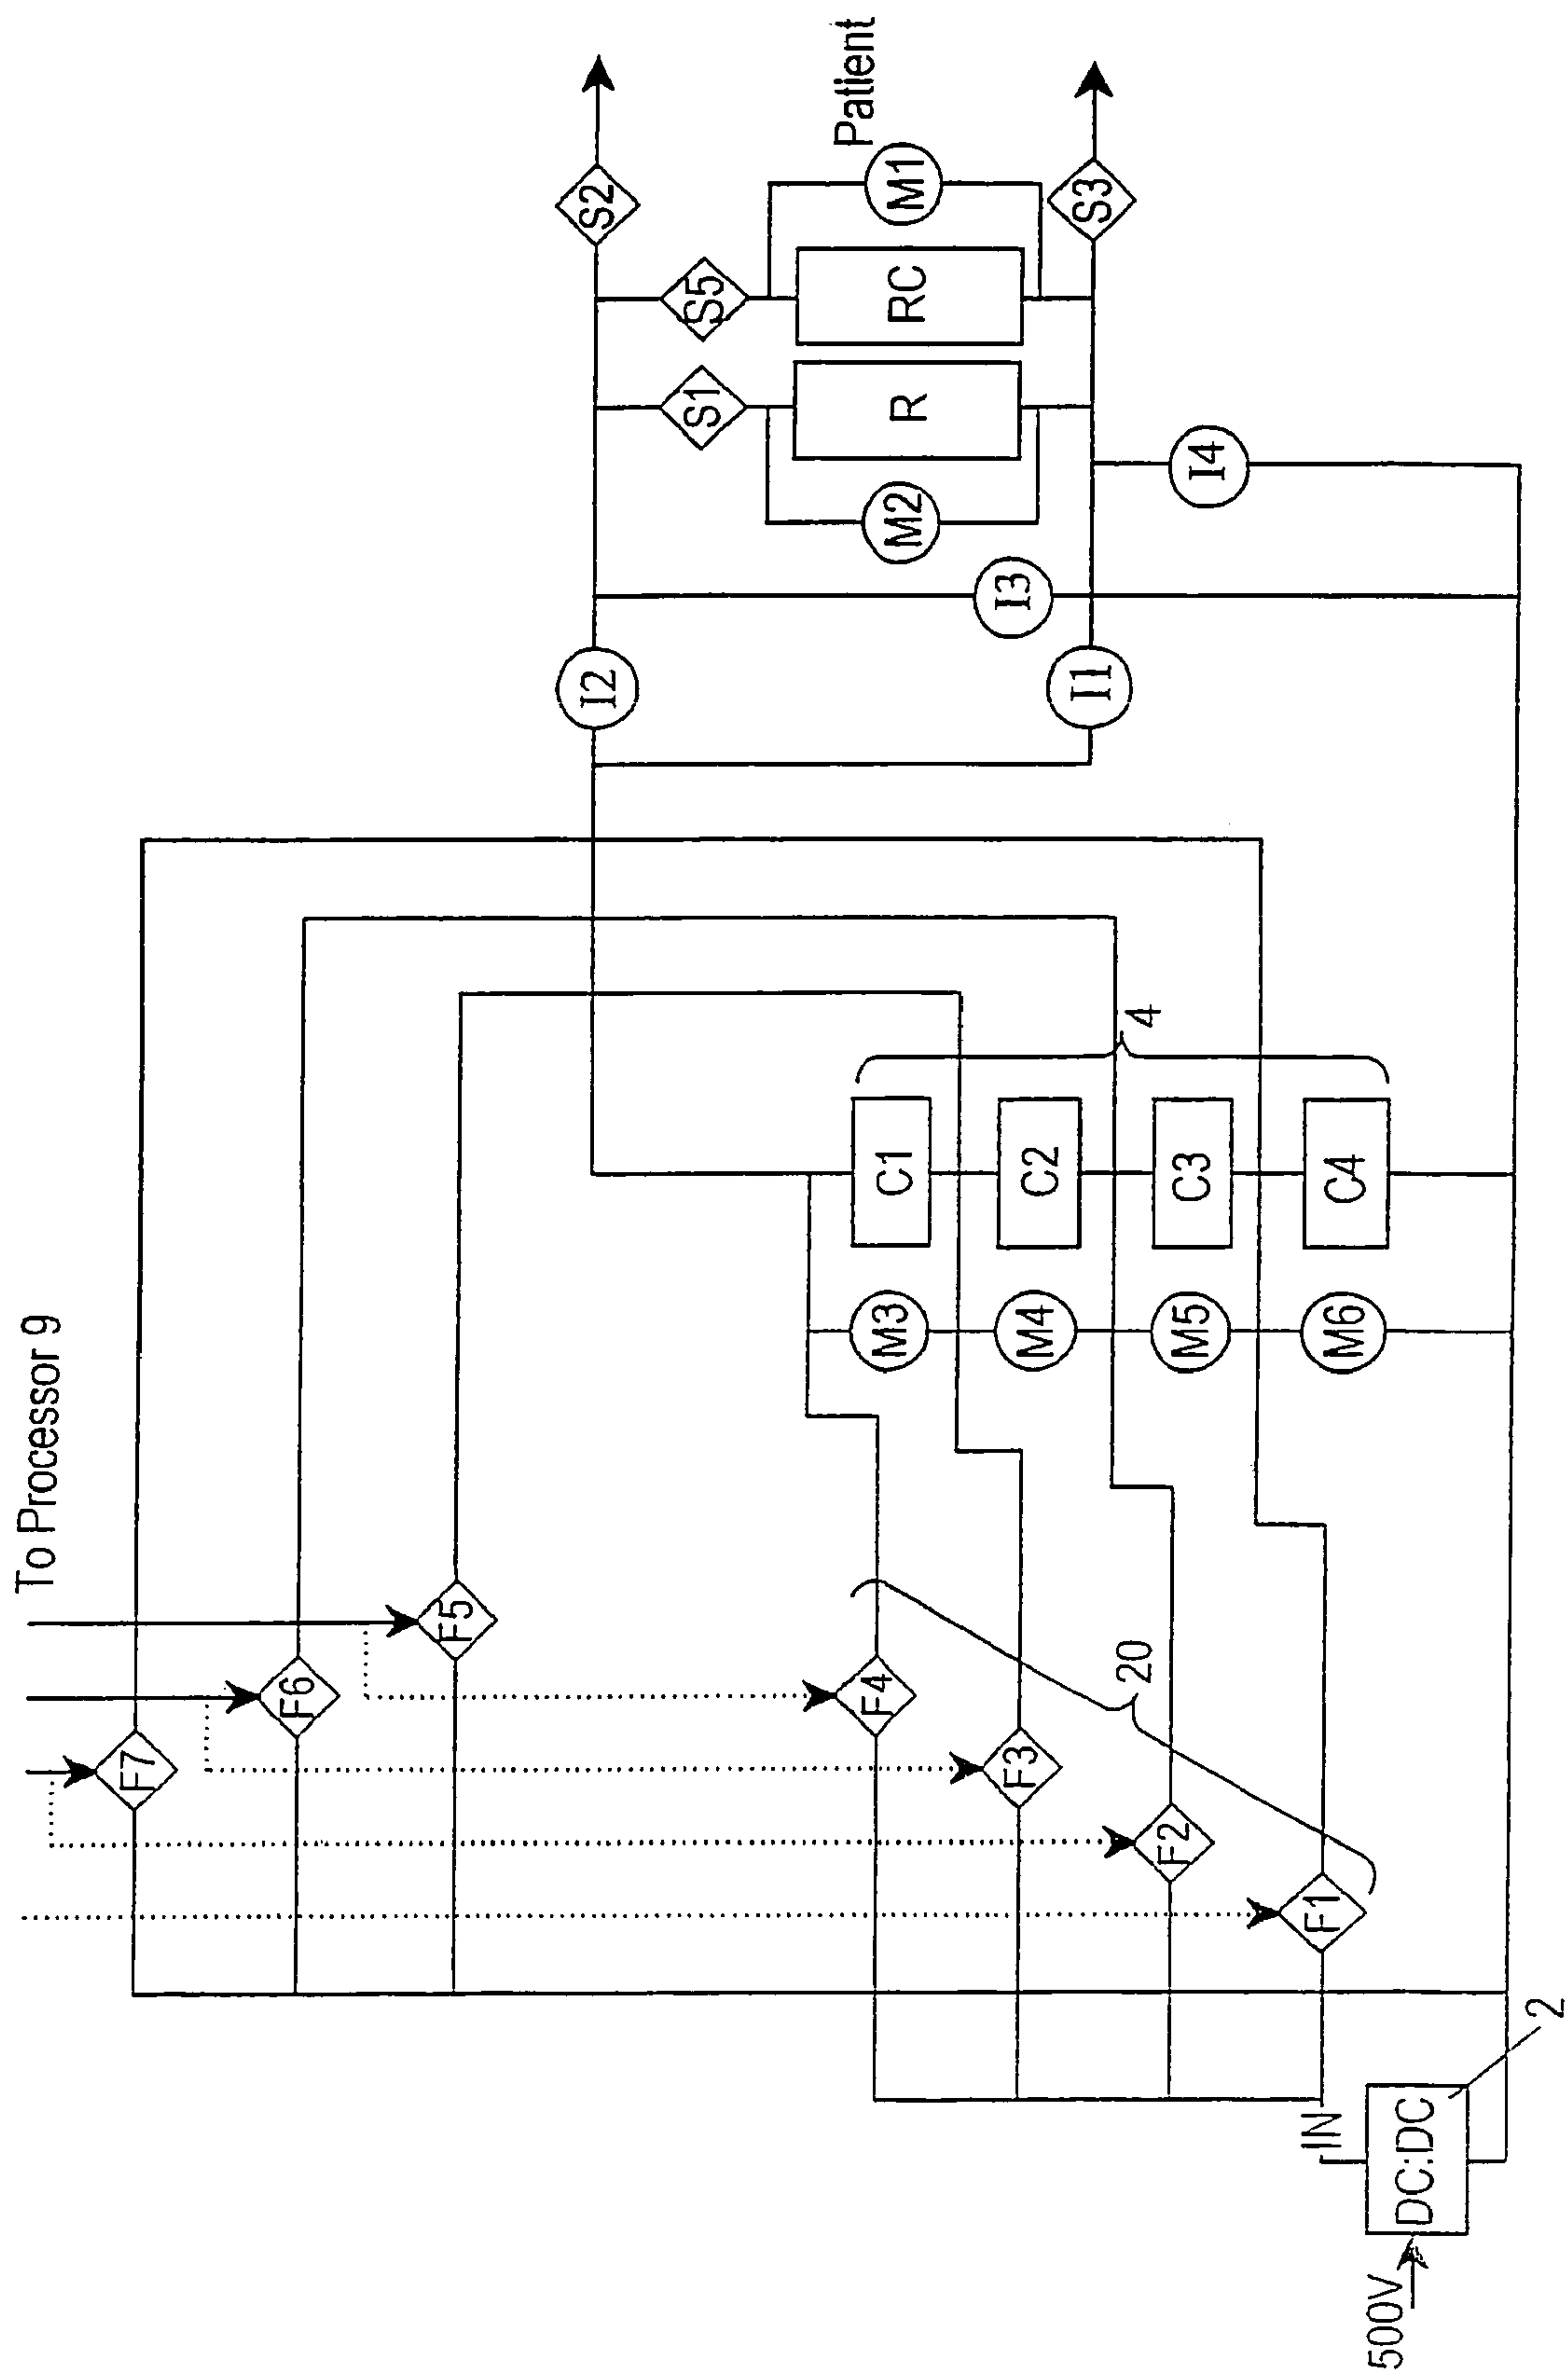 To Processor 9
F7
F6
F5
F4
F3
F2
F1
20
IN
DC:DC
2
500V
M3
M4
M5
M6
C1
C2
C3
C4
4
I2
I1
I3
I4
M2
R
S1
S5
RC
M1
S2
S3
Patient